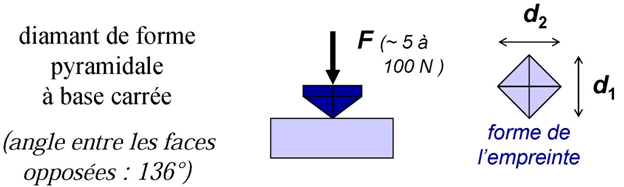 diamant de forme
pyramidale
à base carrée
(angle entre les faces
opposées : 136°)
F (~ 5 à
100 N )
d2
d1
forme de
l'empreinte